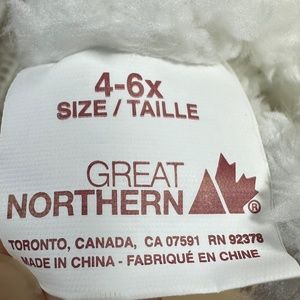 4-6x
SIZE / TAILLE
GREAT
NORTHERN ®
TORONTO, CANADA, CA 07591 RN 92378
MADE IN CHINA - FABRIQUÉ EN CHINE